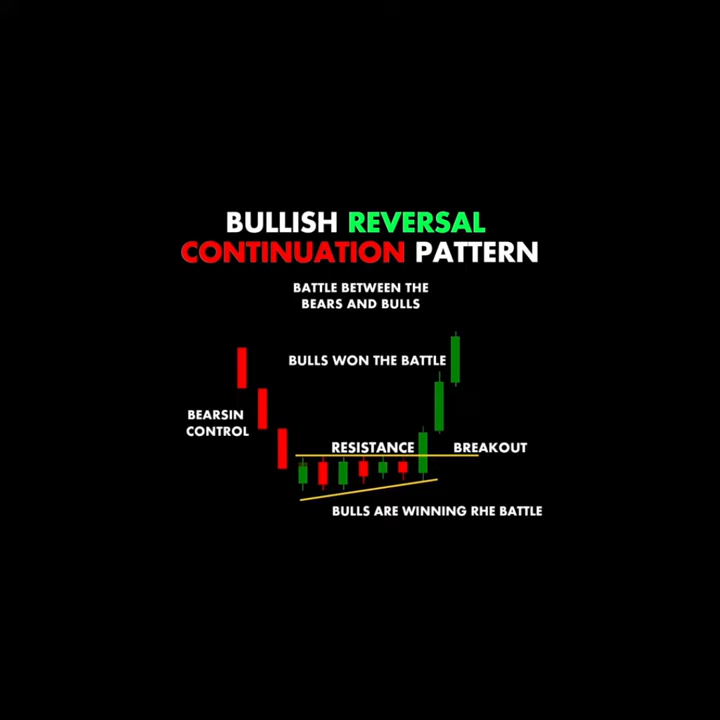 BULLISH REVERSAL
CONTINUATION PATTERN
BATTLE BETWEEN THE
BEARS AND BULLS
BULLS WON THE BATTLE
BEARSIN
CONTROL
RESISTANCE
BREAKOUT
BULLS ARE WINNING RHE BATTLE